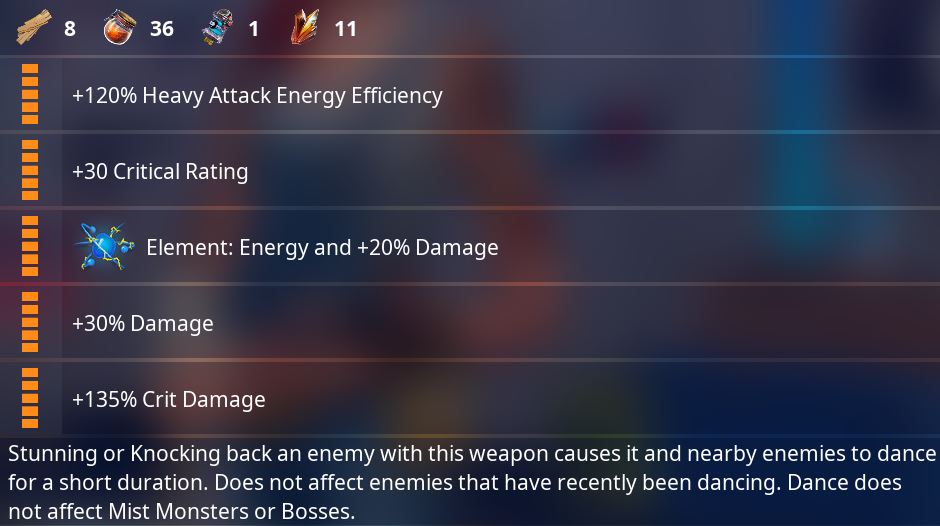 8 36 1 11
+120% Heavy Attack Energy Efficiency
+30 Critical Rating
Element: Energy and +20% Damage
+30% Damage
+135% Crit Damage
Stunning or Knocking back an enemy with this weapon causes it and nearby enemies to dance
for a short duration. Does not affect enemies that have recently been dancing. Dance does
not affect Mist Monsters or Bosses.